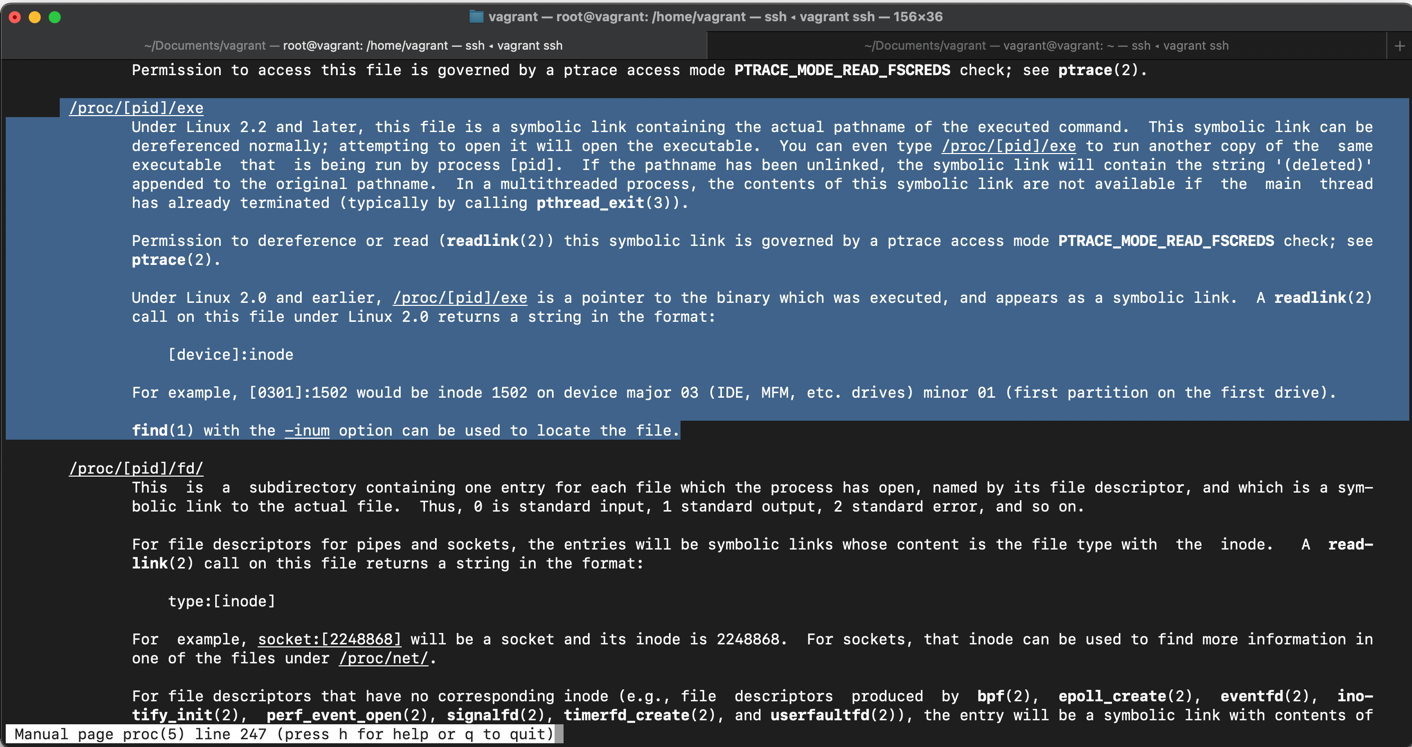 vagrant — root@vagrant: /home/vagrant — ssh ◂ vagrant ssh — 156×36
~/Documents/vagrant — root@vagrant: /home/vagrant — ssh ◂ vagrant ssh
~/Documents/vagrant — vagrant@vagrant: ~ — ssh ◂ vagrant ssh
+
Permission to access this file is governed by a ptrace access mode PTRACE_MODE_READ_FSCREDS check; see ptrace(2).
/proc/[pid]/exe
Under Linux 2.2 and later, this file is a symbolic link containing the actual pathname of the executed command.  This symbolic link can be
dereferenced normally; attempting to open it will open the executable.  You can even type /proc/[pid]/exe to run another copy of the  same
executable  that  is being run by process [pid].  If the pathname has been unlinked, the symbolic link will contain the string '(deleted)'
appended to the original pathname.  In a multithreaded process, the contents of this symbolic link are not available if  the  main  thread
has already terminated (typically by calling pthread_exit(3)).
Permission to dereference or read (readlink(2)) this symbolic link is governed by a ptrace access mode PTRACE_MODE_READ_FSCREDS check; see
ptrace(2).
Under Linux 2.0 and earlier, /proc/[pid]/exe is a pointer to the binary which was executed, and appears as a symbolic link.  A readlink(2)
call on this file under Linux 2.0 returns a string in the format:
[device]:inode
For example, [0301]:1502 would be inode 1502 on device major 03 (IDE, MFM, etc. drives) minor 01 (first partition on the first drive).
find(1) with the -inum option can be used to locate the file.
/proc/[pid]/fd/
This  is  a  subdirectory containing one entry for each file which the process has open, named by its file descriptor, and which is a sym-
bolic link to the actual file.  Thus, 0 is standard input, 1 standard output, 2 standard error, and so on.
For file descriptors for pipes and sockets, the entries will be symbolic links whose content is the file type with  the  inode.   A  read-
link(2) call on this file returns a string in the format:
type:[inode]
For  example, socket:[2248868] will be a socket and its inode is 2248868.  For sockets, that inode can be used to find more information in
one of the files under /proc/net/.
For file descriptors that have no corresponding inode (e.g., file  descriptors  produced  by  bpf(2),  epoll_create(2),  eventfd(2),  ino-
tify_init(2),  perf_event_open(2), signalfd(2), timerfd_create(2), and userfaultfd(2)), the entry will be a symbolic link with contents of
Manual page proc(5) line 247 (press h for help or q to quit)